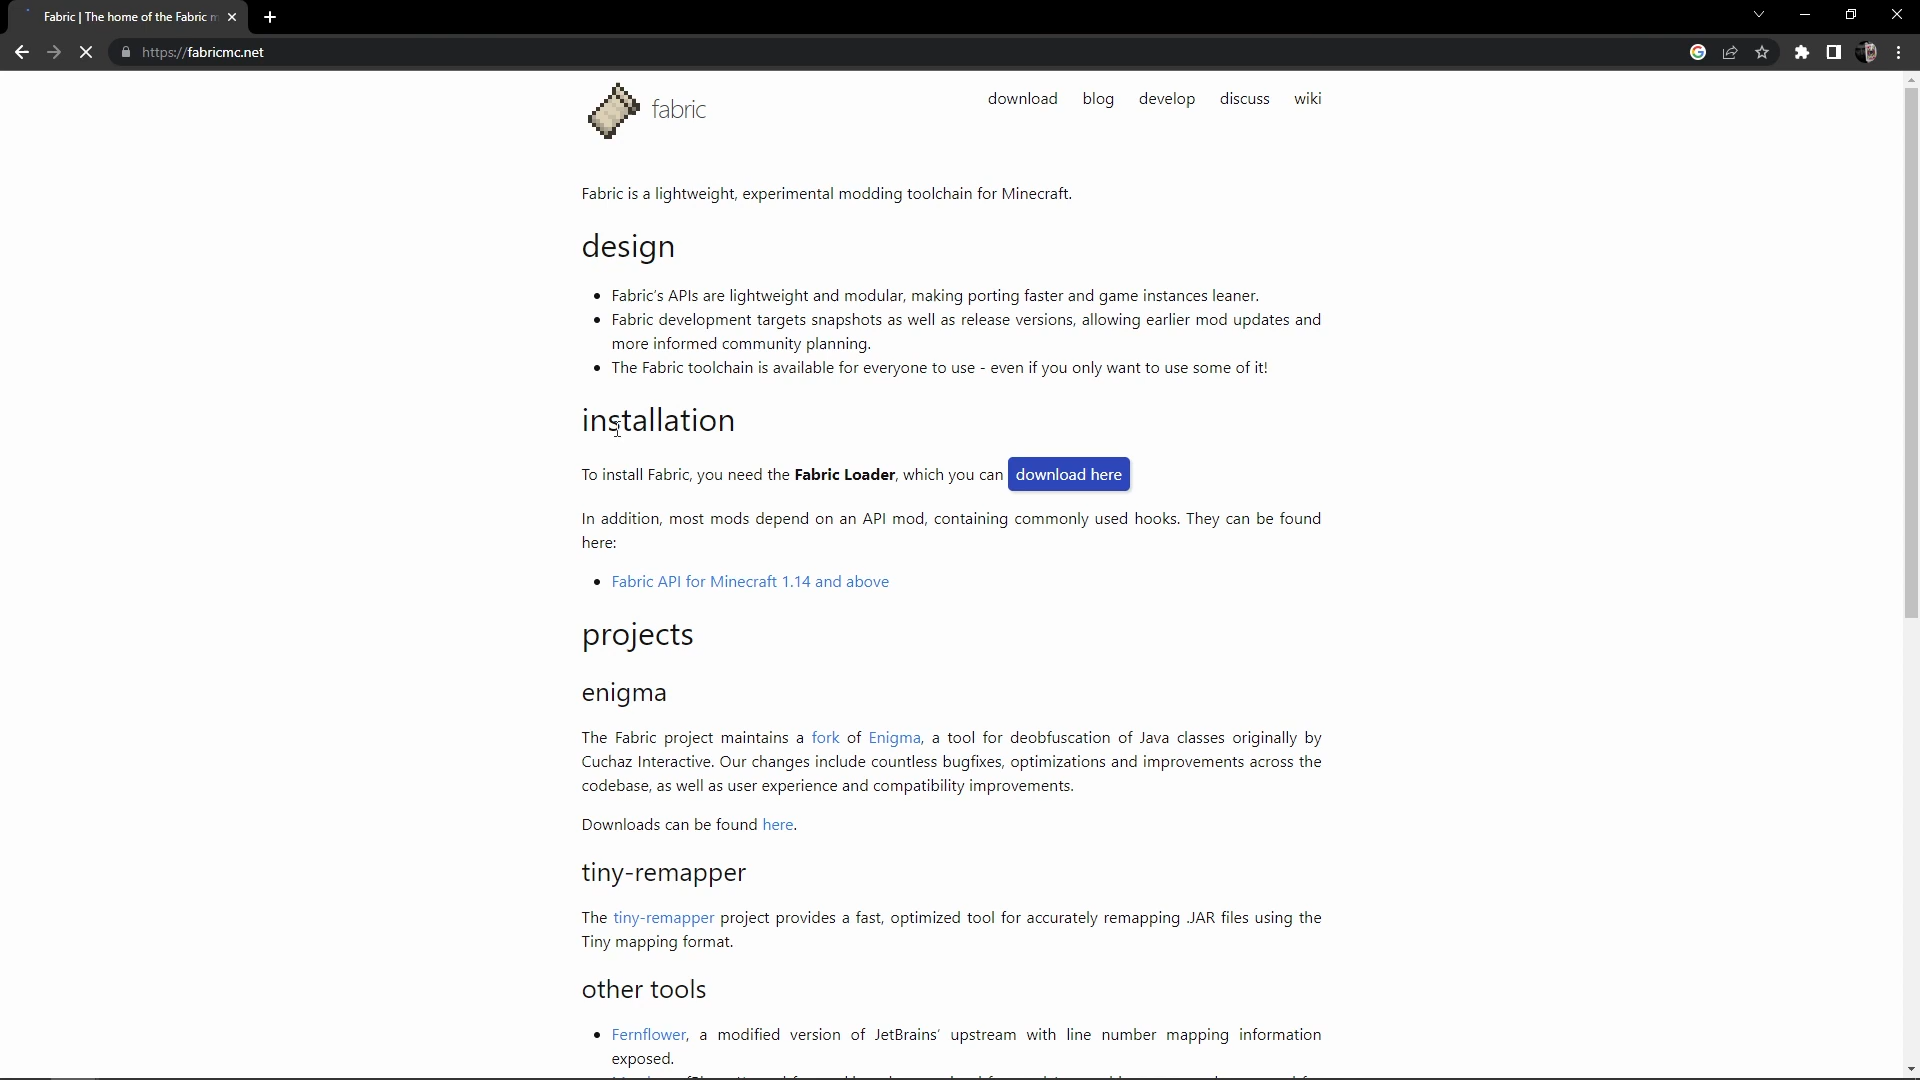 Fabric | The home of the Fabric m
https://fabricmc.net
fabric
download blog develop discuss wiki
Fabric is a lightweight, experimental modding toolchain for Minecraft.
design
Fabric's APIs are lightweight and modular, making porting faster and game instances leaner.
Fabric development targets snapshots as well as release versions, allowing earlier mod updates and
more informed community planning.
The Fabric toolchain is available for everyone to use - even if you only want to use some of it!
installation
To install Fabric, you need the Fabric Loader, which you can download here
In addition, most mods depend on an API mod, containing commonly used hooks. They can be found
here:
Fabric API for Minecraft 1.14 and above
projects
enigma
The Fabric project maintains a fork of Enigma, a tool for deobfuscation of Java classes originally by
Cuchaz Interactive. Our changes include countless bugfixes, optimizations and improvements across the
codebase, as well as user experience and compatibility improvements.
Downloads can be found here.
tiny-remapper
The tiny-remapper project provides a fast, optimized tool for accurately remapping .JAR files using the
Tiny mapping format.
other tools
Fernflower, a modified version of JetBrains' upstream with line number mapping information
exposed.